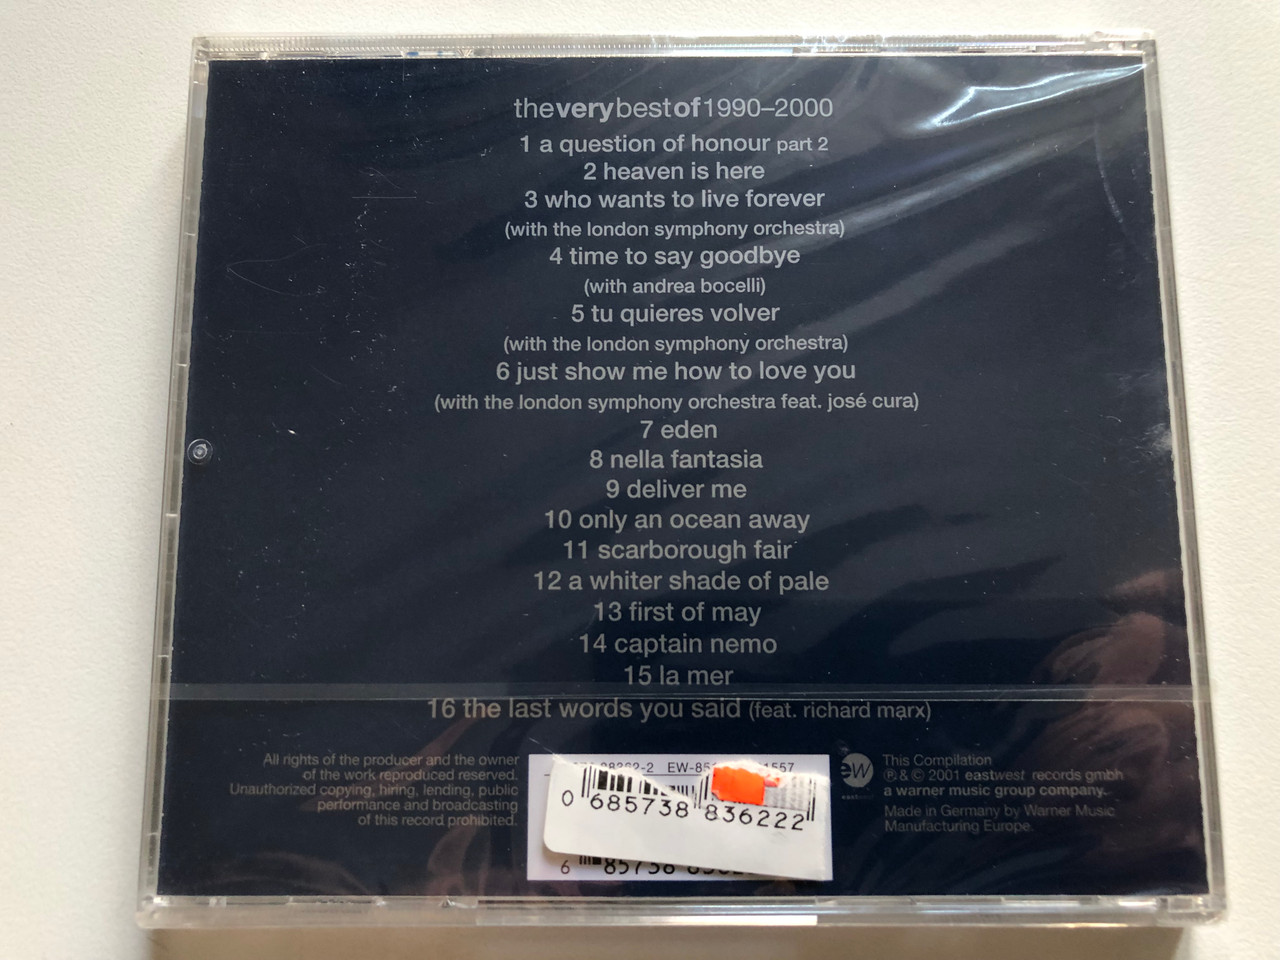 theverybestof1990–2000
1 a question of honour part 2
2 heaven is here
3 who wants to live forever
(with the london symphony orchestra)
4 time to say goodbye
(with andrea bocelli)
5 tu quieres volver
(with the london symphony orchestra)
6 just show me how to love you
(with the london symphony orchestra feat. josé cura)
7 eden
8 nella fantasia
9 deliver me
10 only an ocean away
11 scarborough fair
12 a whiter shade of pale
13 first of may
14 captain nemo
15 la mer
16 the last words you said (feat. richard marx)
All rights of the producer and the owner
of the work reproduced reserved.
Unauthorized copying, hiring, lending, public
performance and broadcasting
of this record prohibited.
0 685738 836222
ew
This Compilation
℗ & © 2001 eastwest records gmbh
a warner music group company.
Made in Germany by Warner Music
Manufacturing Europe.